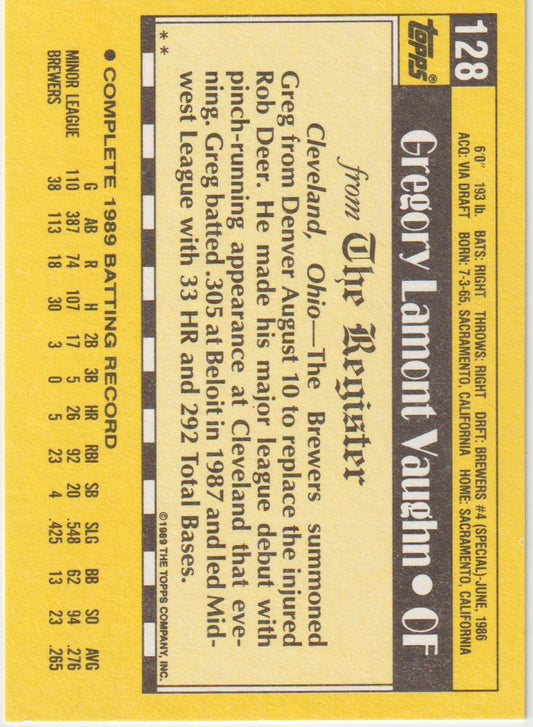 128
topps®
Gregory Lamont Vaughn • OF
6'0" 193 lb. BATS: RIGHT THROWS: RIGHT DRFT: BREWERS #4 (SPECIAL)-JUNE, 1986
ACQ: VIA DRAFT BORN: 7-3-65, SACRAMENTO, CALIFORNIA HOME: SACRAMENTO, CALIFORNIA
from The Register
Cleveland, Ohio—The Brewers summoned
Greg from Denver August 10 to replace the injured
Rob Deer. He made his major league debut with
pinch-running appearance at Cleveland that eve-
ning. Greg batted .305 at Beloit in 1987 and led Mid-
west League with 33 HR and 292 Total Bases.
**
©1989 THE TOPPS COMPANY, INC.
• COMPLETE 1989 BATTING RECORD
G AB R H 2B 3B HR RBI SB SLG BB SO AVG
MINOR LEAGUE 110 387 74 107 17 5 26 92 20 .548 62 94 .276
BREWERS 38 113 18 30 3 0 5 23 4 .425 13 23 .265